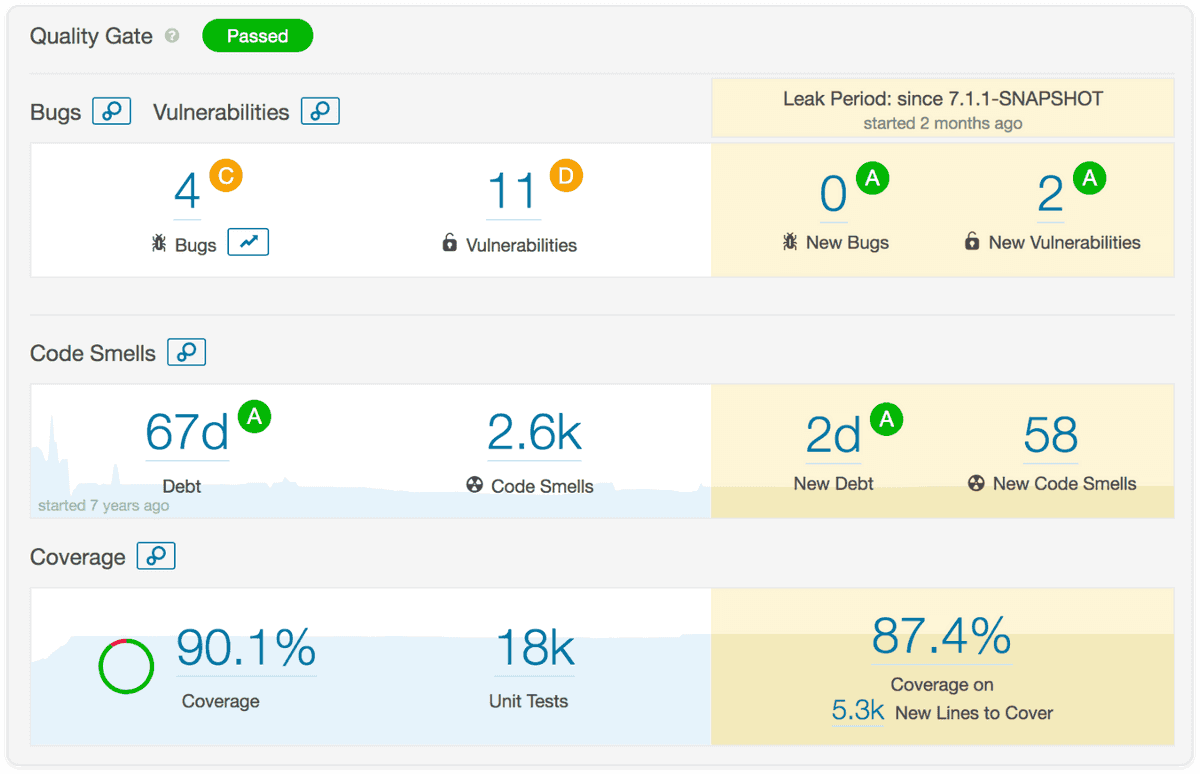 Quality Gate ? Passed
Bugs Vulnerabilities
Leak Period: since 7.1.1-SNAPSHOT
started 2 months ago
4 C 11 D 0 A 2 A
Bugs Vulnerabilities New Bugs New Vulnerabilities
Code Smells
67d A 2.6k 2d A 58
Debt Code Smells New Debt New Code Smells
started 7 years ago
Coverage
90.1% 18k 87.4%
Coverage Unit Tests Coverage on
5.3k New Lines to Cover